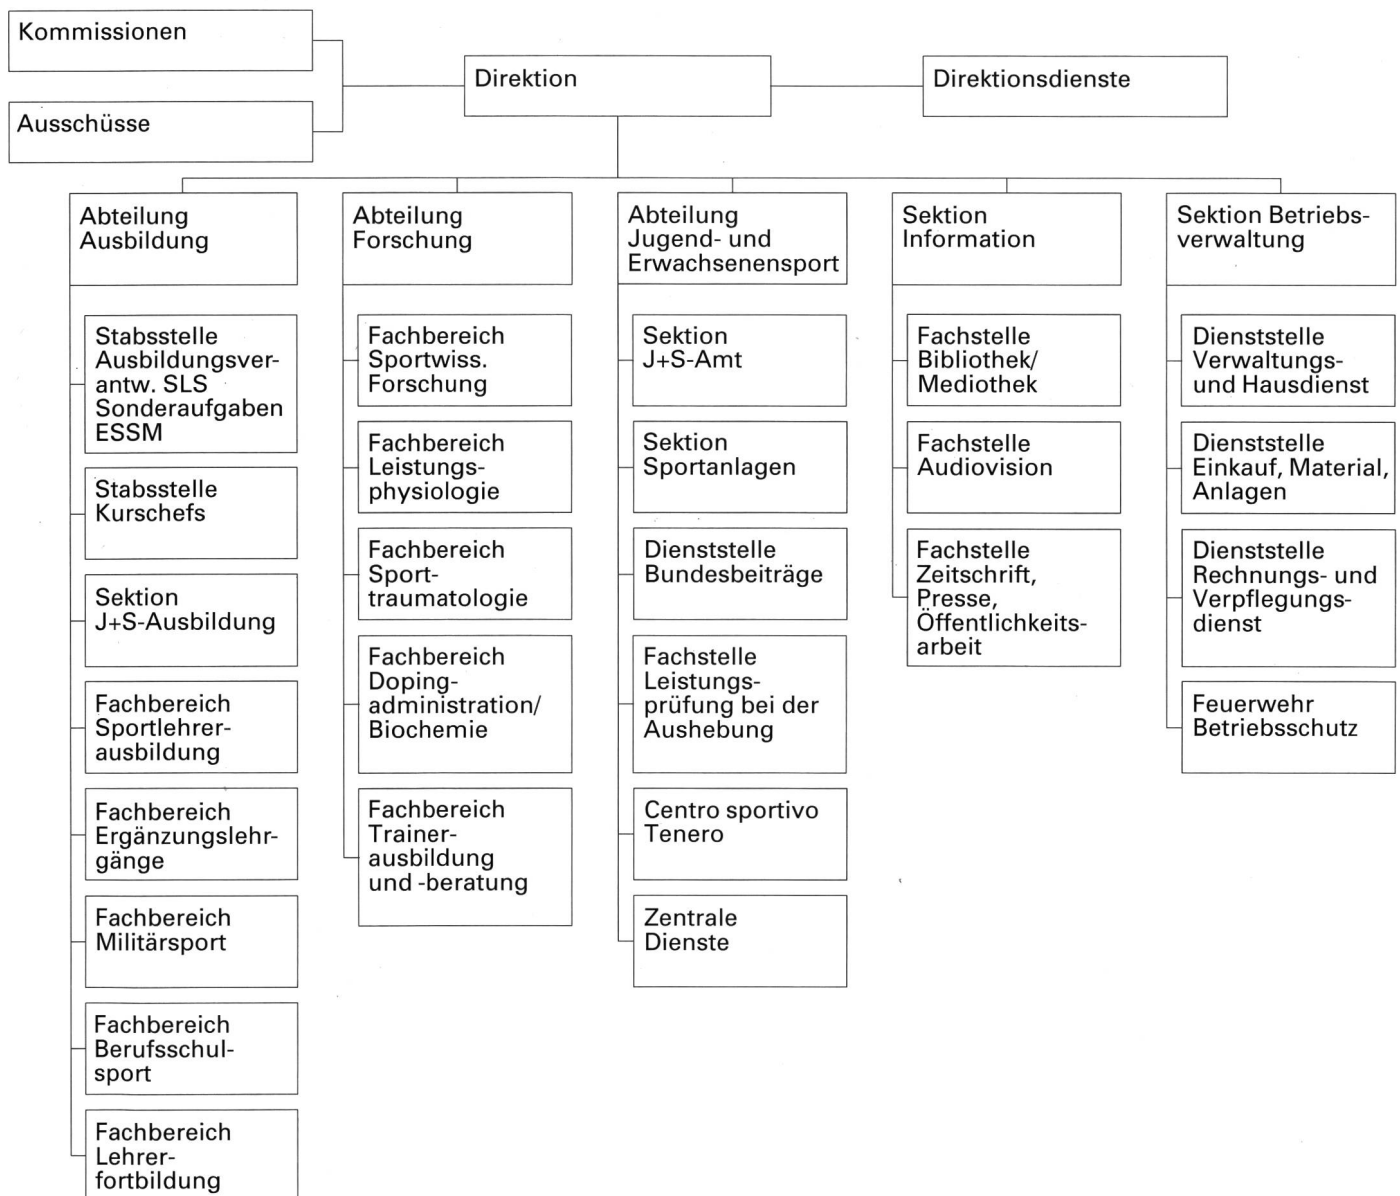 Kommissionen
Ausschüsse
Direktion
Direktionsdienste
Abteilung
Ausbildung
Stabsstelle
Ausbildungsver-
antw. SLS
Sonderaufgaben
ESSM
Stabsstelle
Kurschefs
Sektion
J+S-Ausbildung
Fachbereich
Sportlehrer-
ausbildung
Fachbereich
Ergänzungslehr-
gänge
Fachbereich
Militärsport
Fachbereich
Berufsschul-
sport
Fachbereich
Lehrer-
fortbildung
Abteilung
Forschung
Fachbereich
Sportwiss.
Forschung
Fachbereich
Leistungs-
physiologie
Fachbereich
Sport-
traumatologie
Fachbereich
Doping-
administration/
Biochemie
Fachbereich
Trainer-
ausbildung
und -beratung
Abteilung
Jugend- und
Erwachsenensport
Sektion
J+S-Amt
Sektion
Sportanlagen
Dienststelle
Bundesbeiträge
Fachstelle
Leistungs-
prüfung bei der
Aushebung
Centro sportivo
Tenero
Zentrale
Dienste
Sektion
Information
Fachstelle
Bibliothek/
Mediothek
Fachstelle
Audiovision
Fachstelle
Zeitschrift,
Presse,
Öffentlichkeits-
arbeit
Sektion Betriebs-
verwaltung
Dienststelle
Verwaltungs-
und Hausdienst
Dienststelle
Einkauf, Material,
Anlagen
Dienststelle
Rechnungs- und
Verpflegungs-
dienst
Feuerwehr
Betriebsschutz